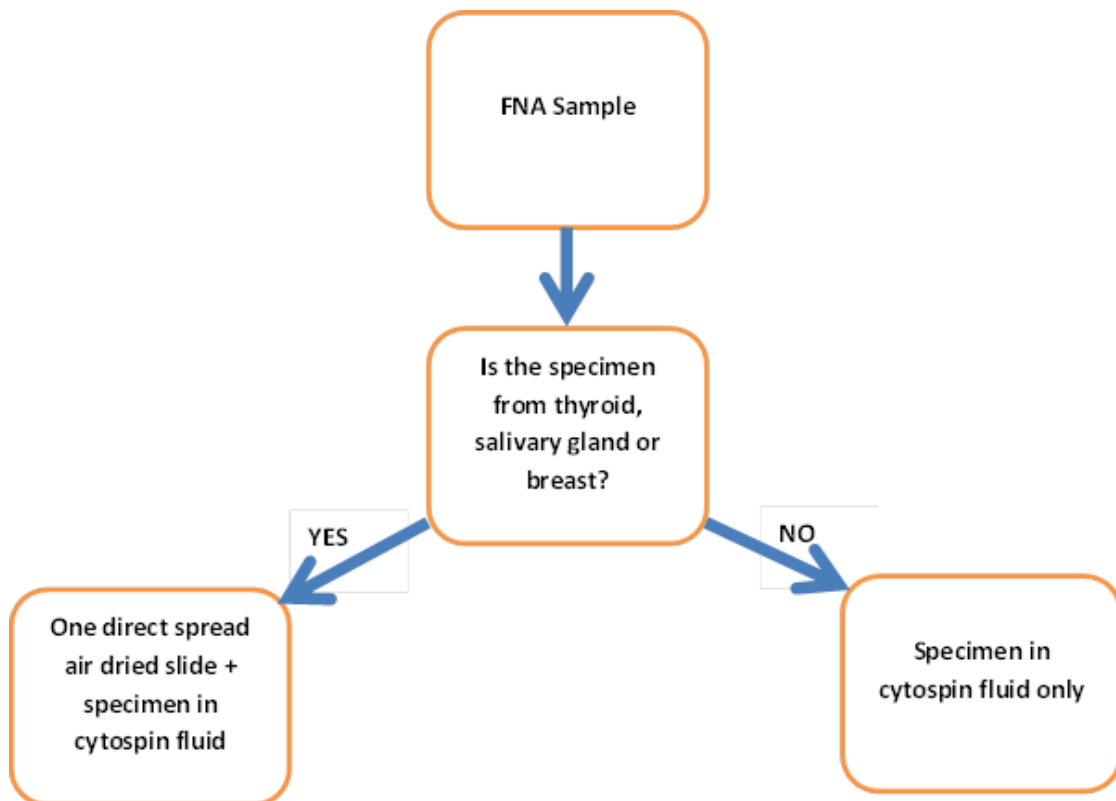 FNA Sample
Is the specimen
from thyroid,
salivary gland or
breast?
YES
NO
One direct spread
air dried slide +
specimen in
cytospin fluid
Specimen in
cytospin fluid only